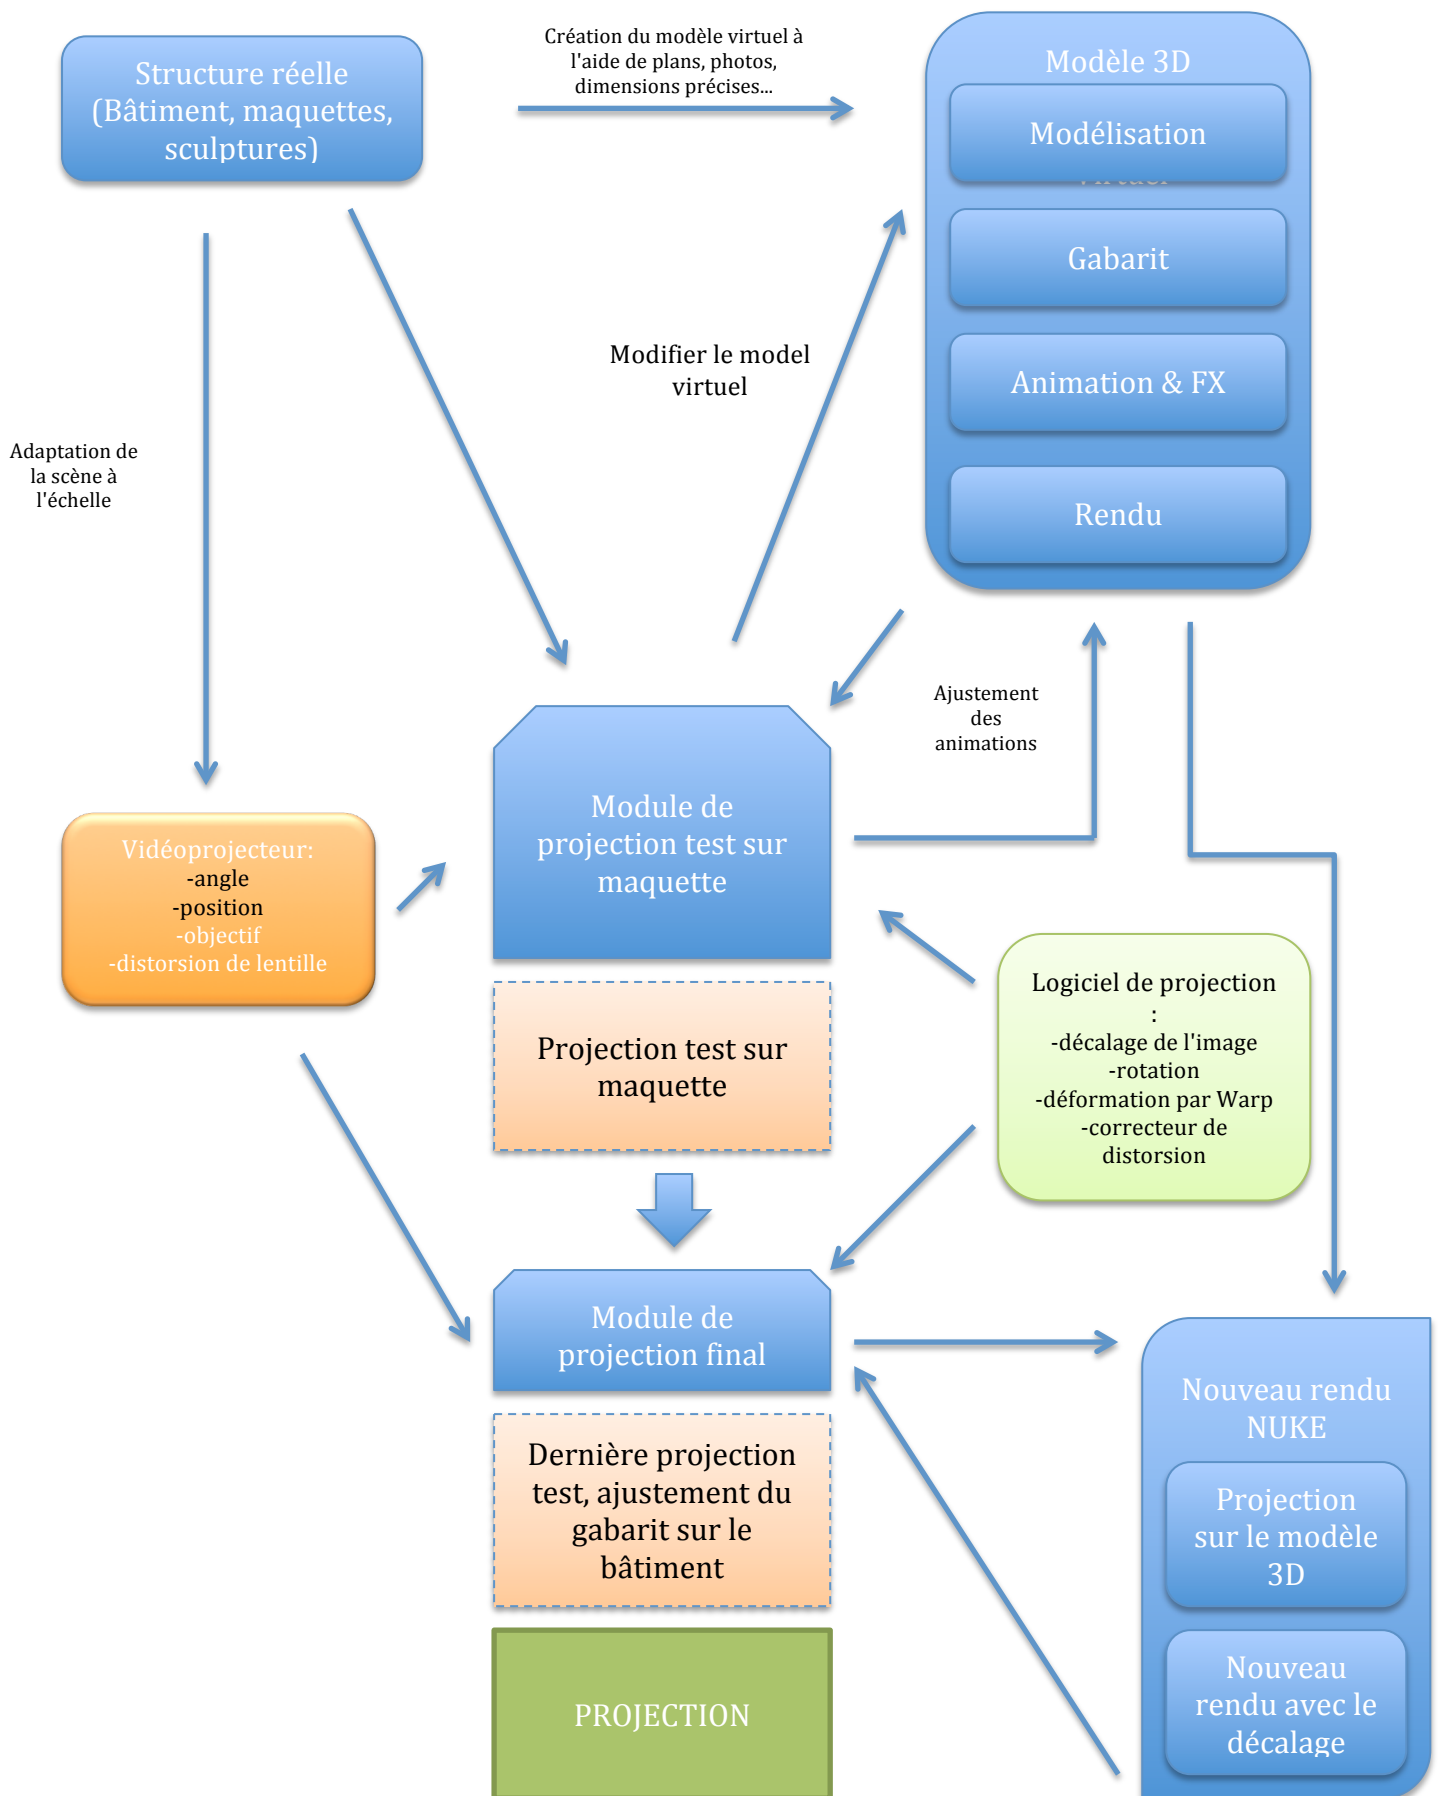 Structure réelle
(Bâtiment, maquettes,
sculptures)
Création du modèle virtuel à
l'aide de plans, photos,
dimensions précises...
Modèle 3D
Modélisation
Gabarit
Animation & FX
Rendu
Modifier le model
virtuel
Adaptation de
la scène à
l'échelle
Ajustement
des
animations
Vidéoprojecteur:
-angle
-position
-objectif
-distorsion de lentille
Module de
projection test sur
maquette
Projection test sur
maquette
Logiciel de projection
:
-décalage de l'image
-rotation
-déformation par Warp
-correcteur de
distorsion
Module de
projection final
Dernière projection
test, ajustement du
gabarit sur le
bâtiment
PROJECTION
Nouveau rendu
NUKE
Projection
sur le modèle
3D
Nouveau
rendu avec le
décalage